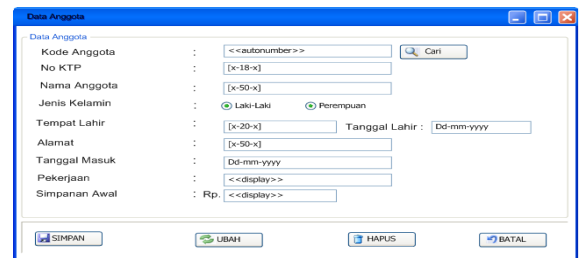 Data Anggota
Data Anggota
Kode Anggota : <<autonumber>> Cari
No KTP : [x-18-x]
Nama Anggota : [x-50-x]
Jenis Kelamin : Laki-Laki Perempuan
Tempat Lahir : [x-20-x] Tanggal Lahir : Dd-mm-yyyy
Alamat : [x-50-x]
Tanggal Masuk : Dd-mm-yyyy
Pekerjaan : <<display>>
Simpanan Awal : Rp. <<display>>
SIMPAN UBAH HAPUS BATAL